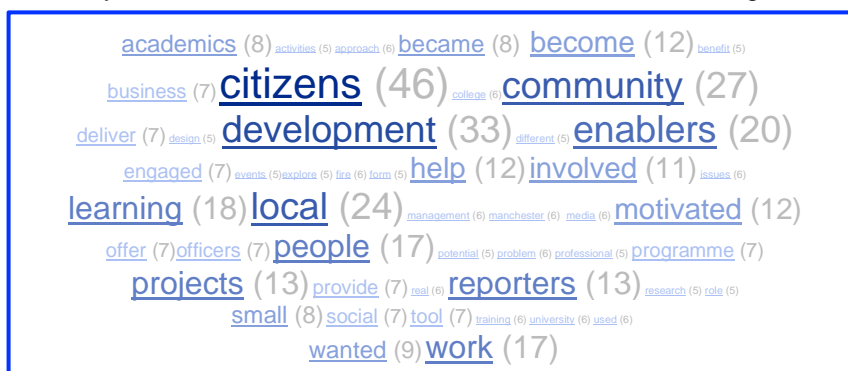 academics (8) activities (5) approach (6) became (8) become (12) benefit (5)
business (7) citizens (46) college (6) community (27)
deliver (7) design (5) development (33) different (5) enablers (20)
engaged (7) events (5)explore (5) fire (6) form (5) help (12) involved (11) issues (6)
learning (18) local (24) management (6) manchester (6) media (6) motivated (12)
offer (7)officers (7) people (17) potential (5) problem (6) professional (5) programme (7)
projects (13) provide (7) real (6) reporters (13) research (5) role (5)
small (8) social (7) tool (7) training (6) university (6) used (6)
wanted (9) work (17)